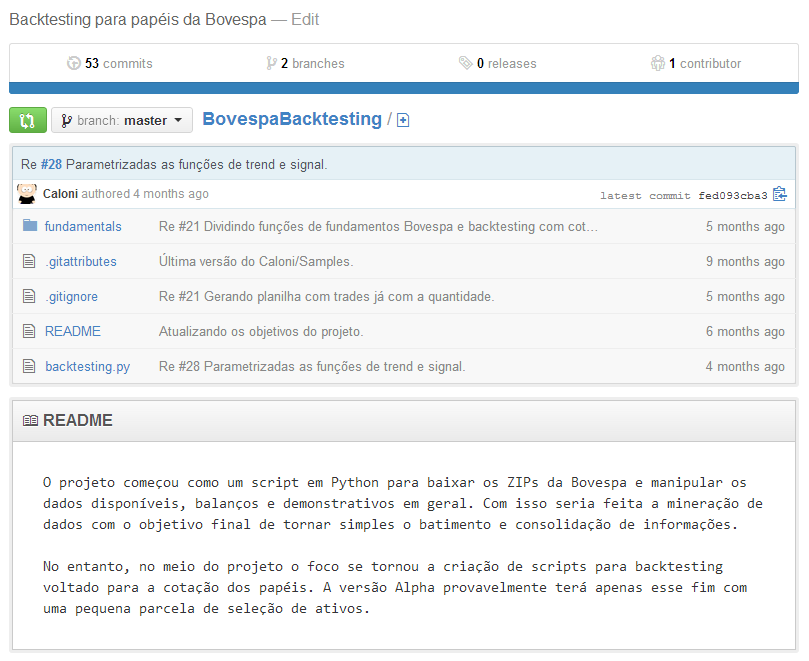 Backtesting para papéis da Bovespa — Edit
53 commits 2 branches 0 releases 1 contributor
branch: master BovespaBacktesting /
Re #28 Parametrizadas as funções de trend e signal.
Caloni authored 4 months ago latest commit fed093cba3
fundamentals Re #21 Dividindo funções de fundamentos Bovespa e backtesting com cot… 5 months ago
.gitattributes Última versão do Caloni/Samples. 9 months ago
.gitignore Re #21 Gerando planilha com trades já com a quantidade. 5 months ago
README Atualizando os objetivos do projeto. 6 months ago
backtesting.py Re #28 Parametrizadas as funções de trend e signal. 4 months ago
README
O projeto começou como um script em Python para baixar os ZIPs da Bovespa e manipular os
dados disponíveis, balanços e demonstrativos em geral. Com isso seria feita a mineração de
dados com o objetivo final de tornar simples o batimento e consolidação de informações.
No entanto, no meio do projeto o foco se tornou a criação de scripts para backtesting
voltado para a cotação dos papéis. A versão Alpha provavelmente terá apenas esse fim com
uma pequena parcela de seleção de ativos.